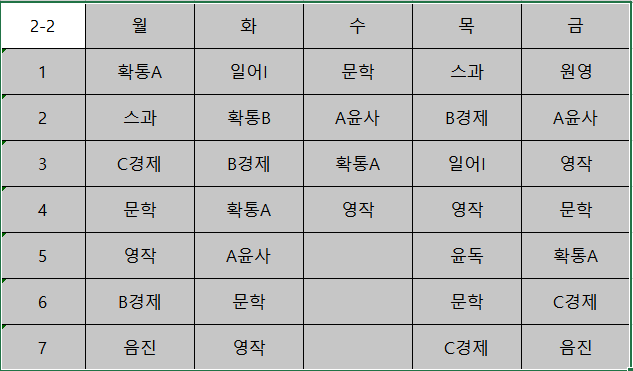 2-2 월 화 수 목 금
1 확통A 일어I 문학 스과 원영
2 스과 확통B A윤사 B경제 A윤사
3 C경제 B경제 확통A 일어I 영작
4 문학 확통A 영작 영작 문학
5 영작 A윤사 윤독 확통A
6 B경제 문학 문학 C경제
7 음진 영작 C경제 음진